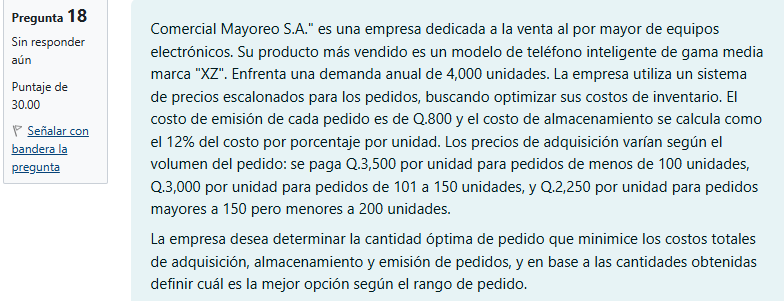 Pregunta 18
Sin responder
aún
Puntaje de
30.00
Señalar con
bandera la
pregunta
Comercial Mayoreo S.A." es una empresa dedicada a la venta al por mayor de equipos
electrónicos. Su producto más vendido es un modelo de teléfono inteligente de gama media
marca "XZ". Enfrenta una demanda anual de 4,000 unidades. La empresa utiliza un sistema
de precios escalonados para los pedidos, buscando optimizar sus costos de inventario. El
costo de emisión de cada pedido es de Q.800 y el costo de almacenamiento se calcula como
el 12% del costo por porcentaje por unidad. Los precios de adquisición varían según el
volumen del pedido: se paga Q.3,500 por unidad para pedidos de menos de 100 unidades,
Q.3,000 por unidad para pedidos de 101 a 150 unidades, y Q.2,250 por unidad para pedidos
mayores a 150 pero menores a 200 unidades.
La empresa desea determinar la cantidad óptima de pedido que minimice los costos totales
de adquisición, almacenamiento y emisión de pedidos, y en base a las cantidades obtenidas
definir cuál es la mejor opción según el rango de pedido.